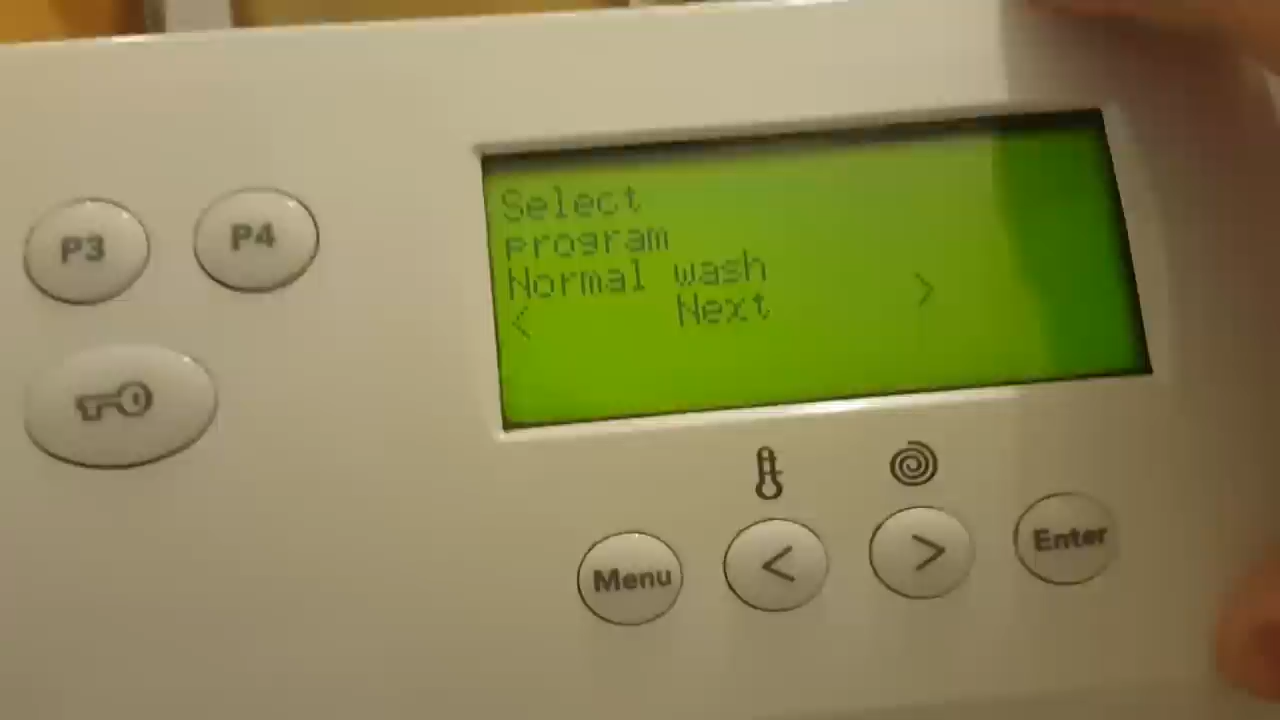 Select
program
Normal wash
< Next >
P3 P4
Menu < > Enter